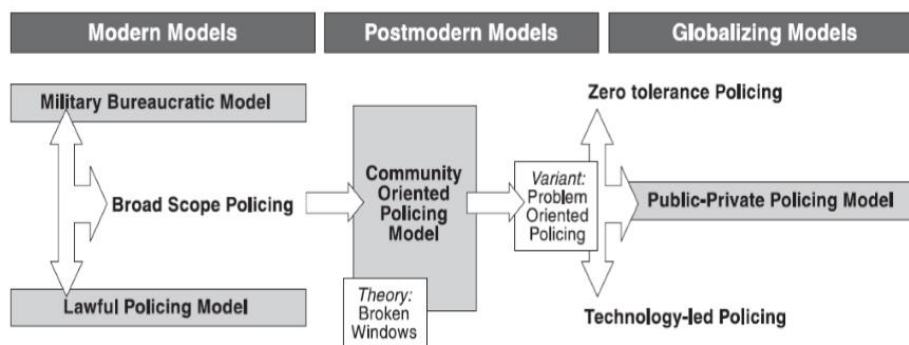 Modern Models
Postmodern Models
Globalizing Models
Military Bureaucratic Model
Broad Scope Policing
Lawful Policing Model
Community
Oriented
Policing
Model
Theory:
Broken
Windows
Variant:
Problem
Oriented
Policing
Zero tolerance Policing
Public-Private Policing Model
Technology-led Policing